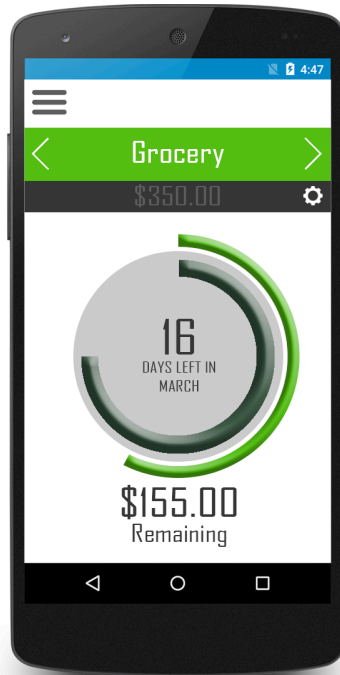 4:47
Grocery
$350.00
16
DAYS LEFT IN
MARCH
$155.00
Remaining